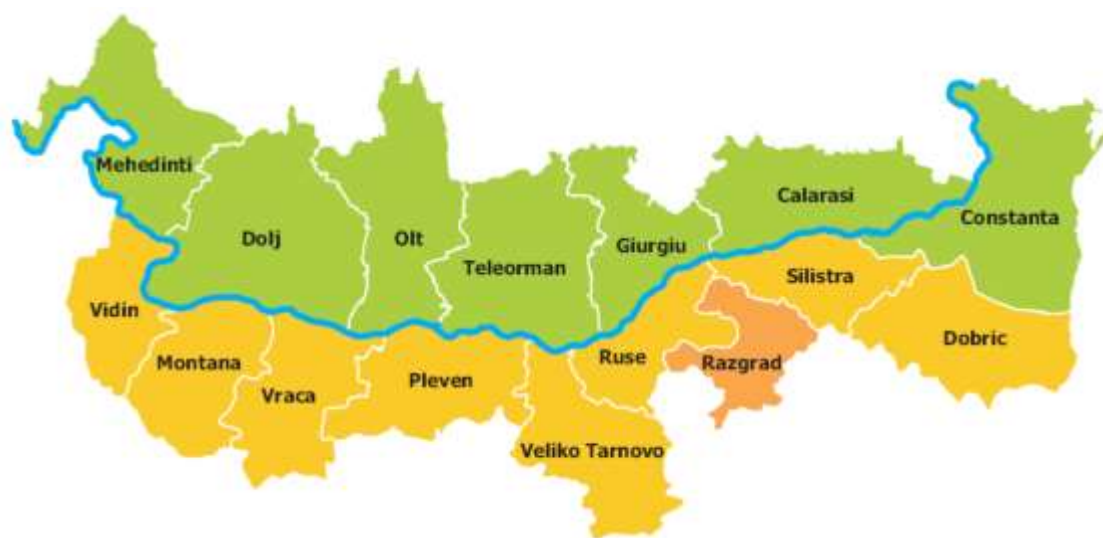 Mehedinti
Dolj
Olt
Teleorman
Giurgiu
Calarasi
Constanta
Vidin
Montana
Vraca
Pleven
Veliko Tarnovo
Ruse
Razgrad
Silistra
Dobric